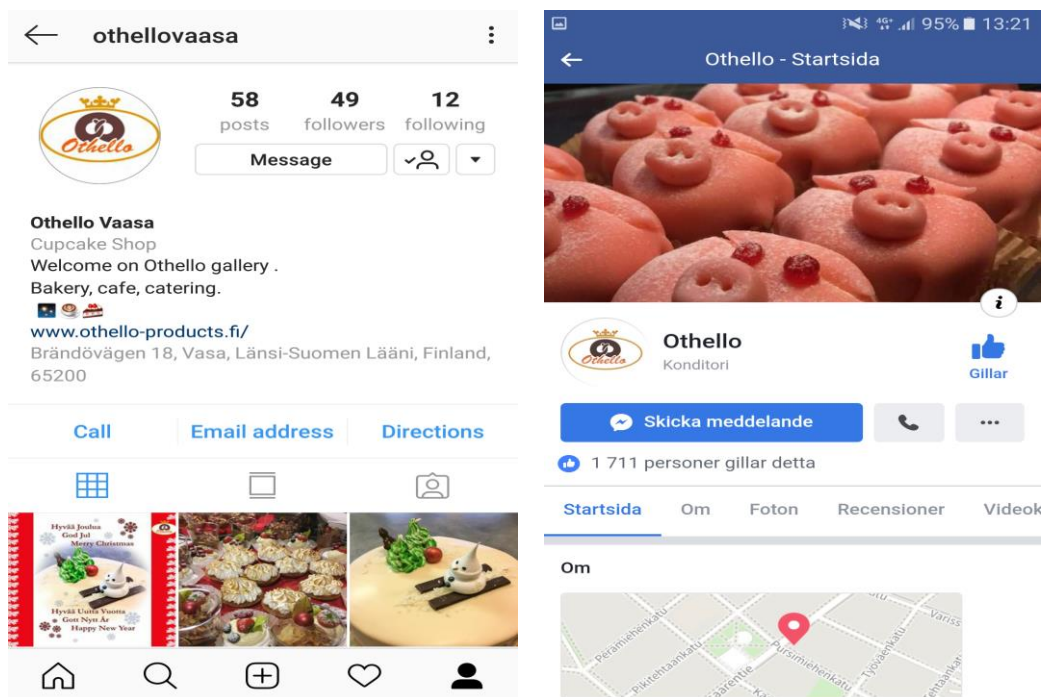 othellovaasa
Othello
58 49 12
posts followers following
Message
Othello Vaasa
Cupcake Shop
Welcome on Othello gallery .
Bakery, cafe, catering.
www.othello-products.fi/
Brändövägen 18, Vasa, Länsi-Suomen Lääni, Finland,
65200
Call Email address Directions
Hyvää Joulua
God Jul
Merry Christmas
Hyvää Uutta Vuotta
Gott Nytt År
Happy New Year
4G+ 95% 13:21
Othello - Startsida
i
Othello
Othello
Konditori
Gillar
Skicka meddelande
1 711 personer gillar detta
Startsida Om Foton Recensioner Videok
Om
Perämiehenkatu
Pursimiehenkatu
Variss